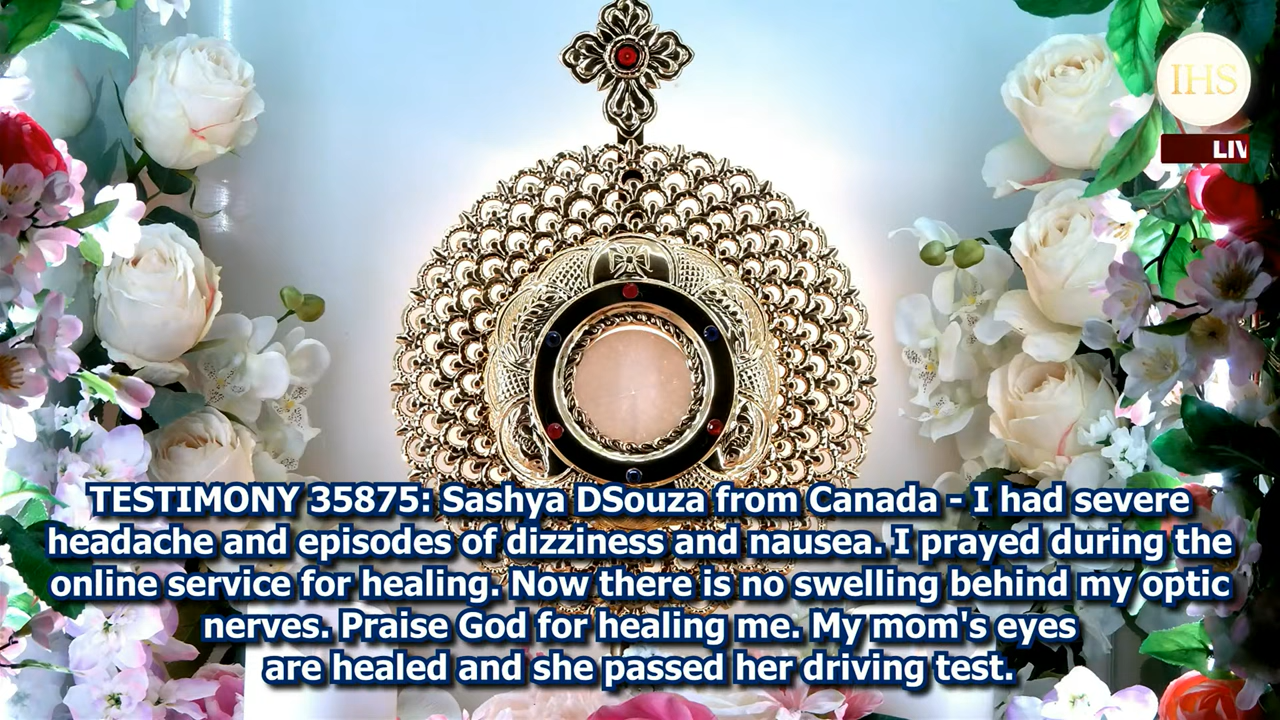 IHS
LIV
TESTIMONY 35875: Sashya DSouza from Canada - I had severe
headache and episodes of dizziness and nausea. I prayed during the
online service for healing. Now there is no swelling behind my optic
nerves. Praise God for healing me. My mom's eyes
are healed and she passed her driving test.